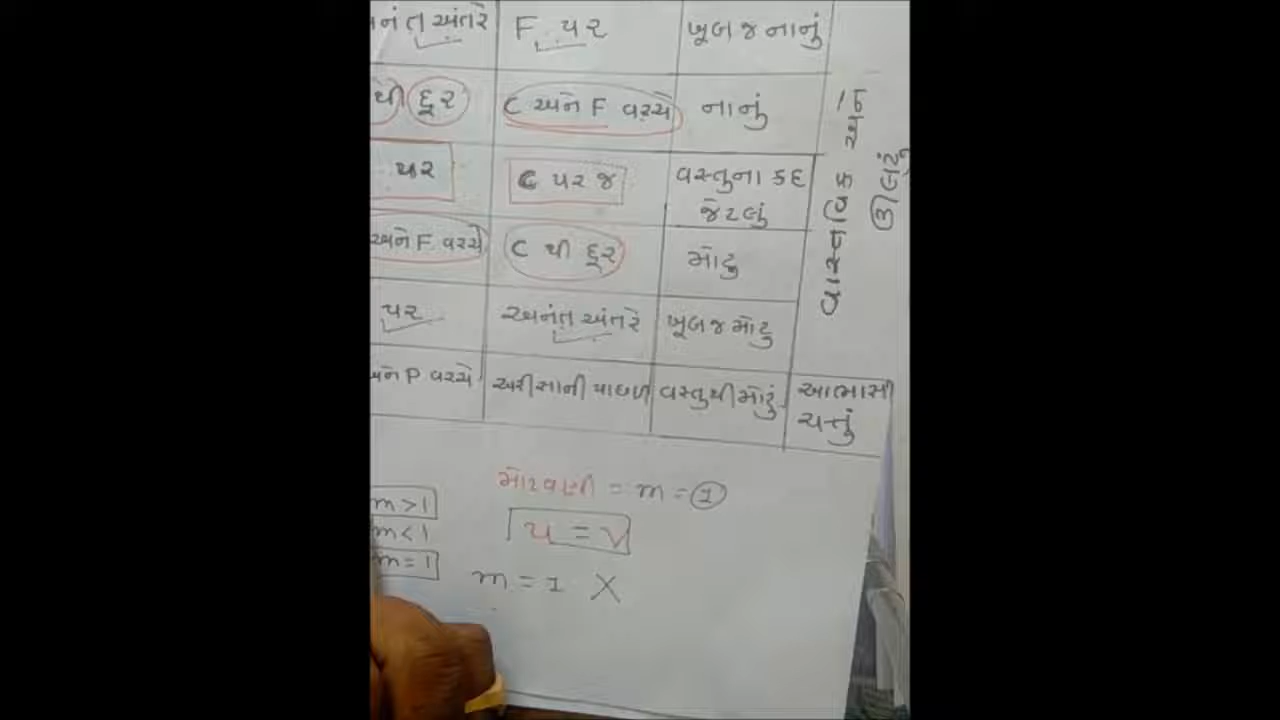 અનંત અંતરે F પર ખૂબ જ નાનું
થી દૂર C અને F વચ્ચે નાનું
પર C પર જ વસ્તુના કદ
જેટલું
અને F વચ્ચે C થી દૂર મોટુ
વાસ્તવિક અને
ઊલટું
પર અનંત અંતરે ખૂબ જ મોટુ
અને P વચ્ચે અરીસાની પાછળ વસ્તુથી મોટું આભાસી
ચત્તું
મોટવણી = m = 1
m > 1
u = v
m < 1
m = 1
m = 1 X